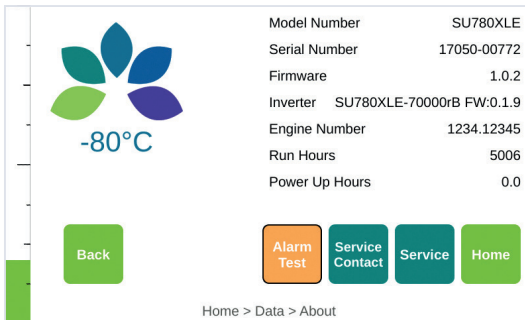 Model Number SU780XLE
Serial Number 17050-00772
Firmware 1.0.2
Inverter SU780XLE-70000rB FW:0.1.9
Engine Number 1234.12345
Run Hours 5006
Power Up Hours 0.0
-80°C
Back
Alarm
Test
Service
Contact
Service
Home
Home > Data > About